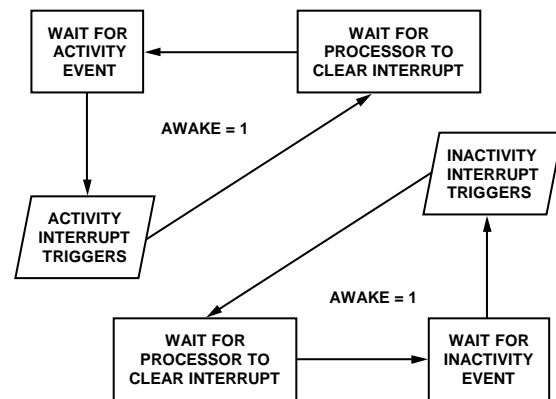 WAIT FOR
ACTIVITY
EVENT
WAIT FOR
PROCESSOR TO
CLEAR INTERRUPT
AWAKE = 1
ACTIVITY
INTERRUPT
TRIGGERS
INACTIVITY
INTERRUPT
TRIGGERS
AWAKE = 1
WAIT FOR
PROCESSOR TO
CLEAR INTERRUPT
WAIT FOR
INACTIVITY
EVENT